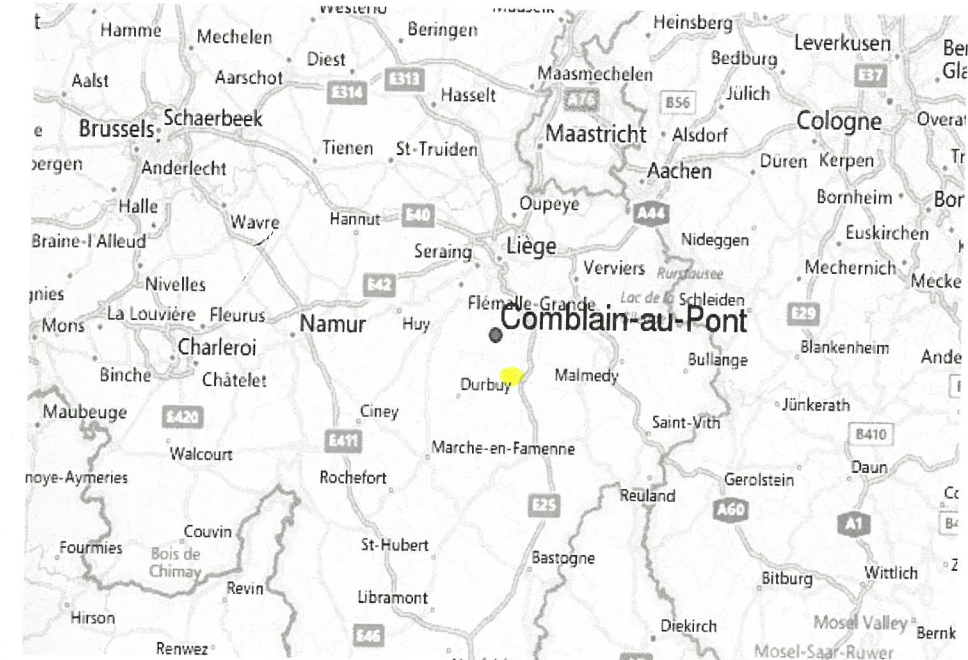 t
Hamme
Mechelen
Beringen
Heinsberg
Leverkusen
Diest
Maasmechelen
Bedburg
Aalst
Aarschot
E314
E313
Hasselt
A76
B56
Jülich
E37
Brussels
Schaerbeek
Maastricht
Alsdorf
Cologne
Tienen
St-Truiden
Aachen
Düren
Kerpen
Anderlecht
Halle
Wavre
Hannut
E40
Oupeye
A44
Bornheim
Braine-l'Alleud
Seraing
Liège
Nideggen
Euskirchen
Nivelles
E42
Verviers
Rurstausee
Mechernich
La Louvière
Fleurus
Namur
Huy
Flémalle-Grande
Schleiden
E29
Mons
Comblain-au-Pont
Charleroi
Blankenheim
Binche
Châtelet
Durbuy
Malmedy
Bullange
Maubeuge
E420
Ciney
Jünkerath
Walcourt
E411
Marche-en-Famenne
Saint-Vith
B410
Rochefort
Reuland
Gerolstein
Daun
E25
A60
A1
Couvin
Fourmies
Bois de
Chimay
St-Hubert
Bastogne
Revin
Libramont
Bitburg
Wittlich
Hirson
E46
Diekirch
Mosel Valley
Renwez
Mosel-Saar-Ruwer